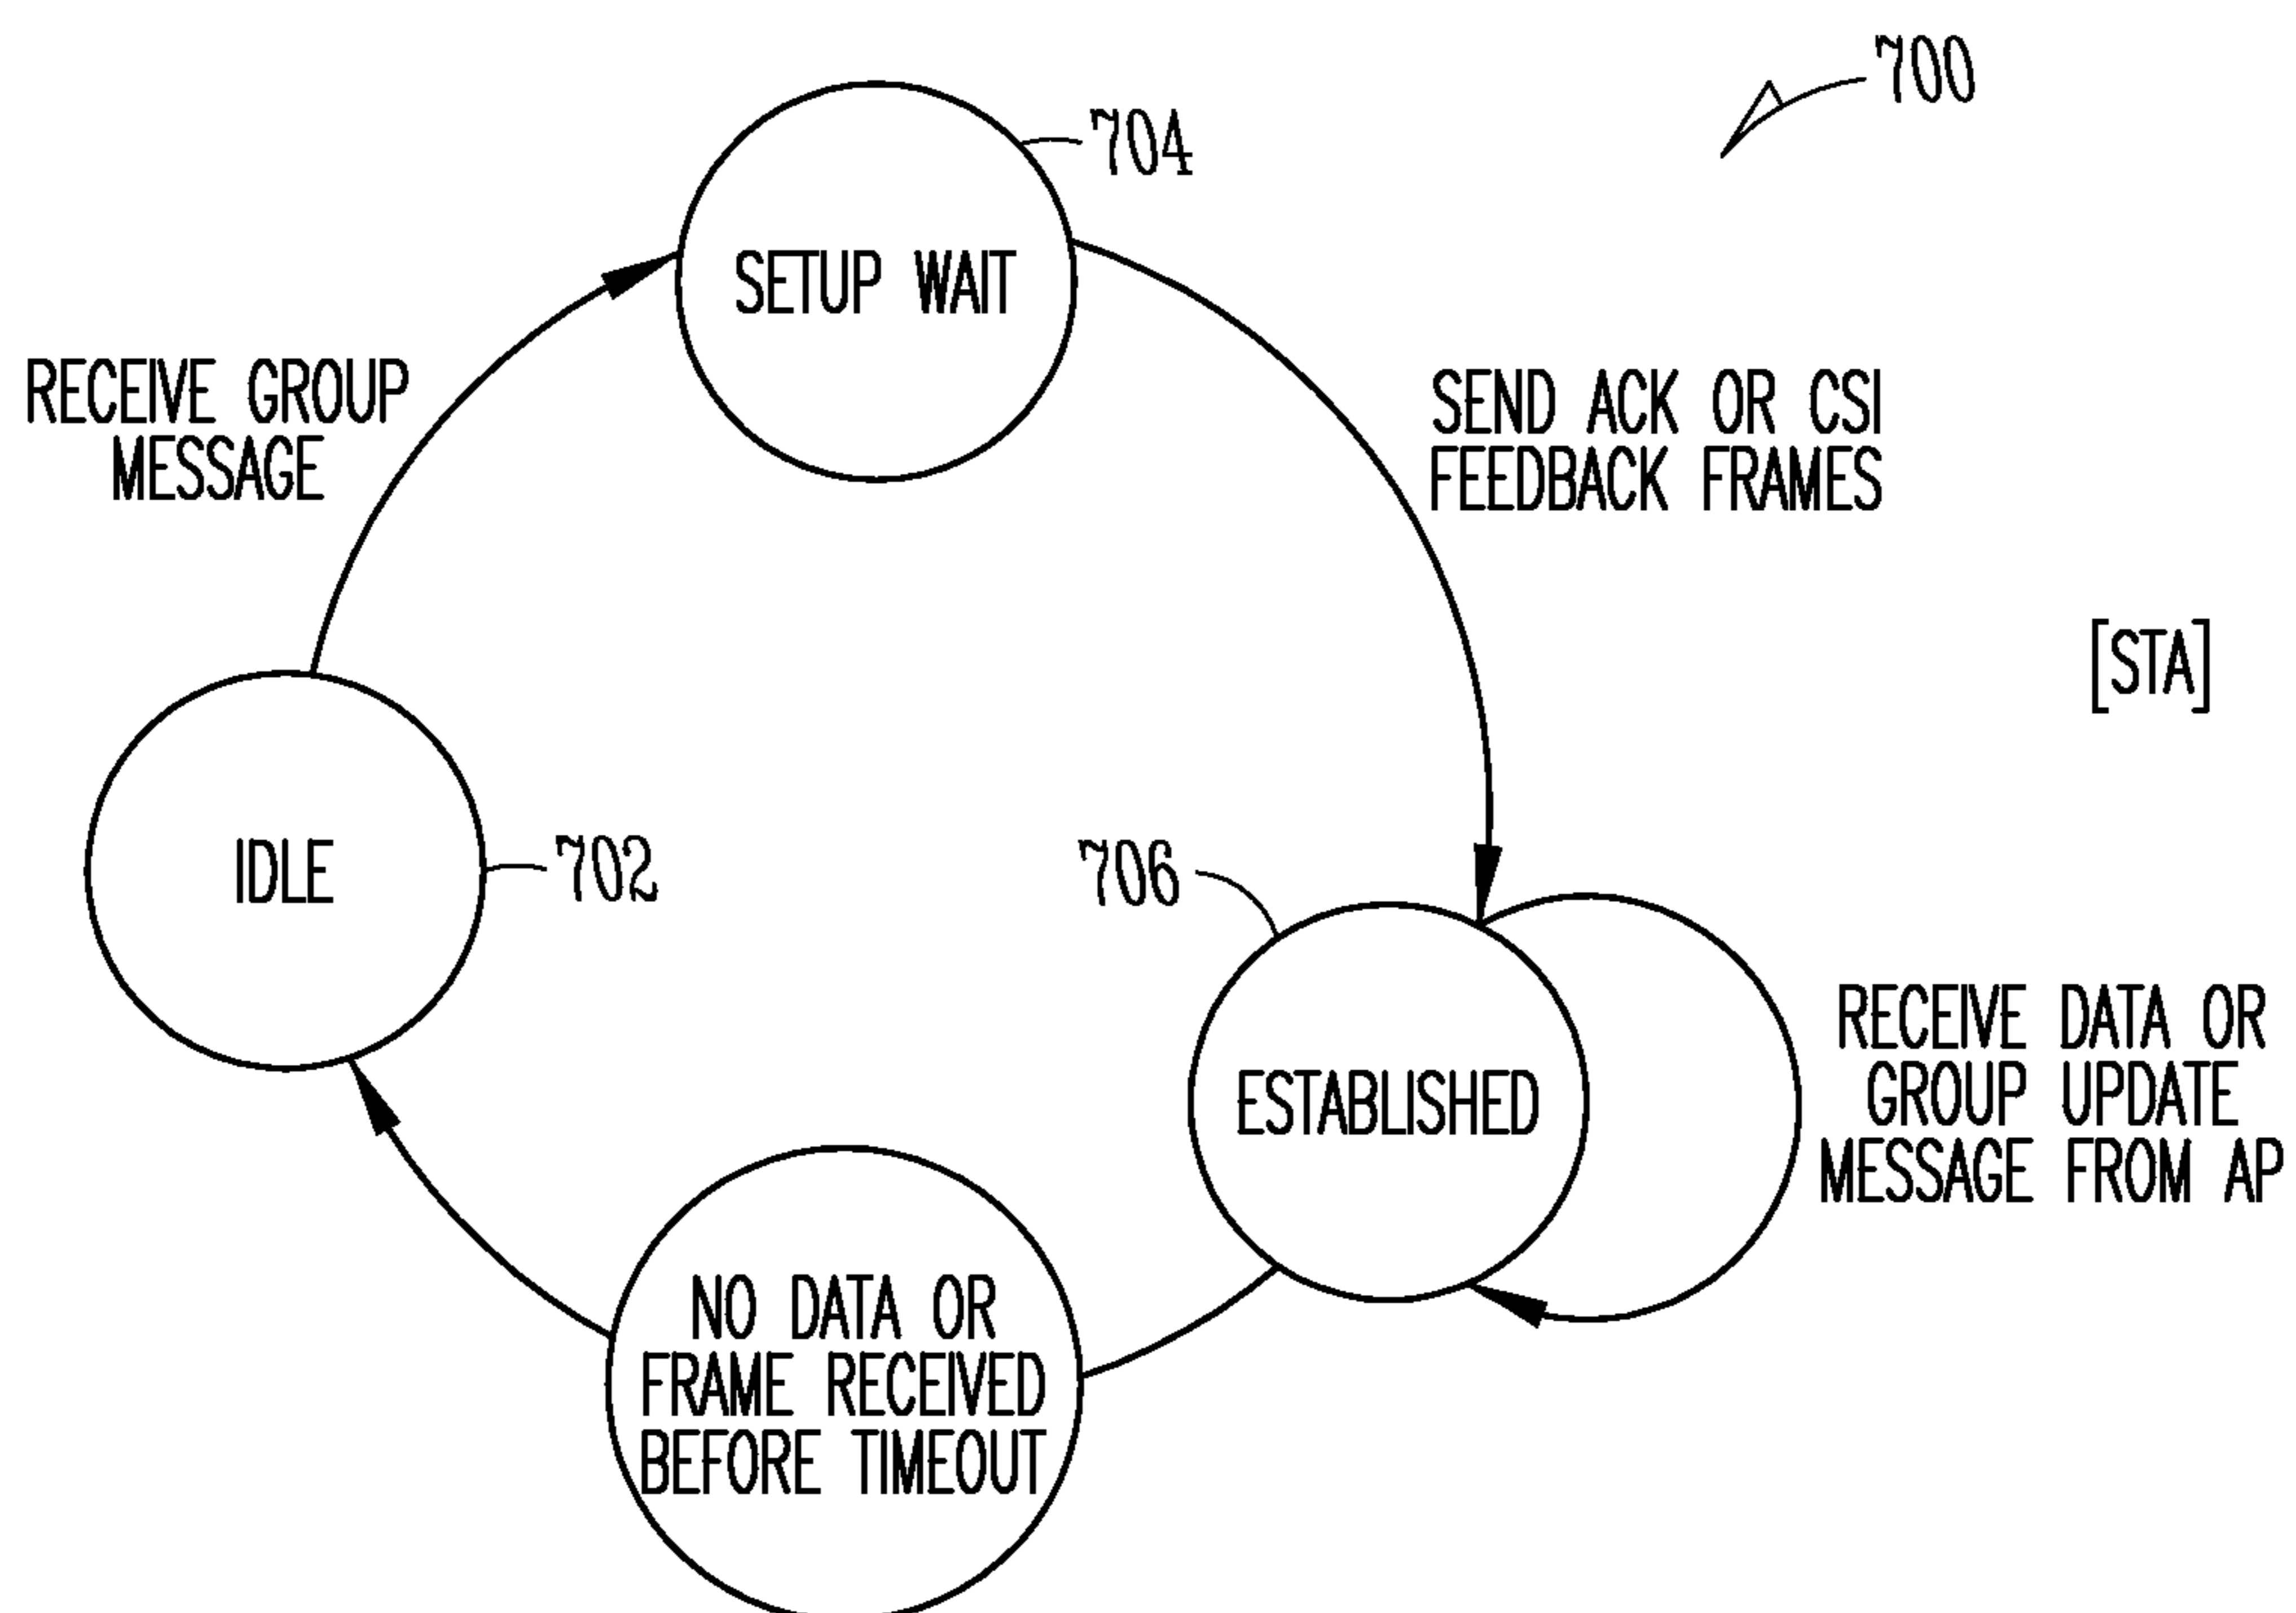 700
704
SETUP WAIT
RECEIVE GROUP
MESSAGE
SEND ACK OR CSI
FEEDBACK FRAMES
[STA]
IDLE
702
706
ESTABLISHED
RECEIVE DATA OR
GROUP UPDATE
MESSAGE FROM AP
NO DATA OR
FRAME RECEIVED
BEFORE TIMEOUT